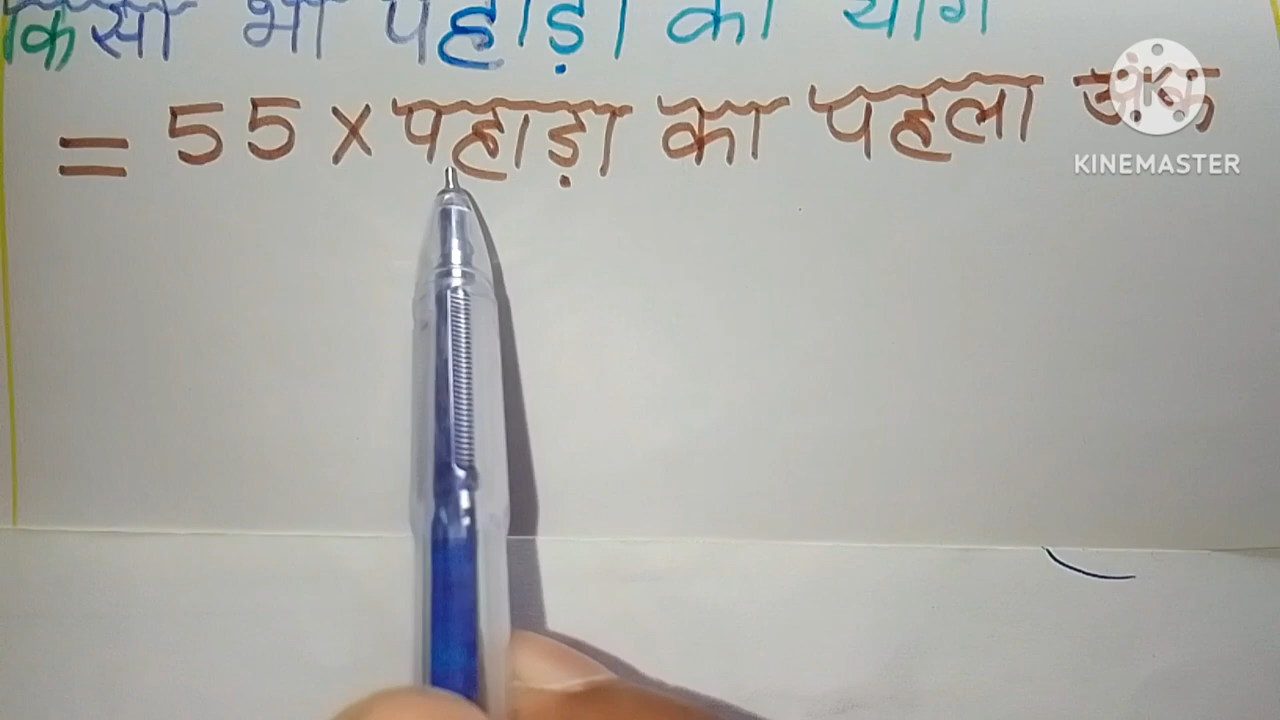 किसी भी पहाड़ा का योग
= 55 × पहाड़ा का पहला अंक
KINEMASTER